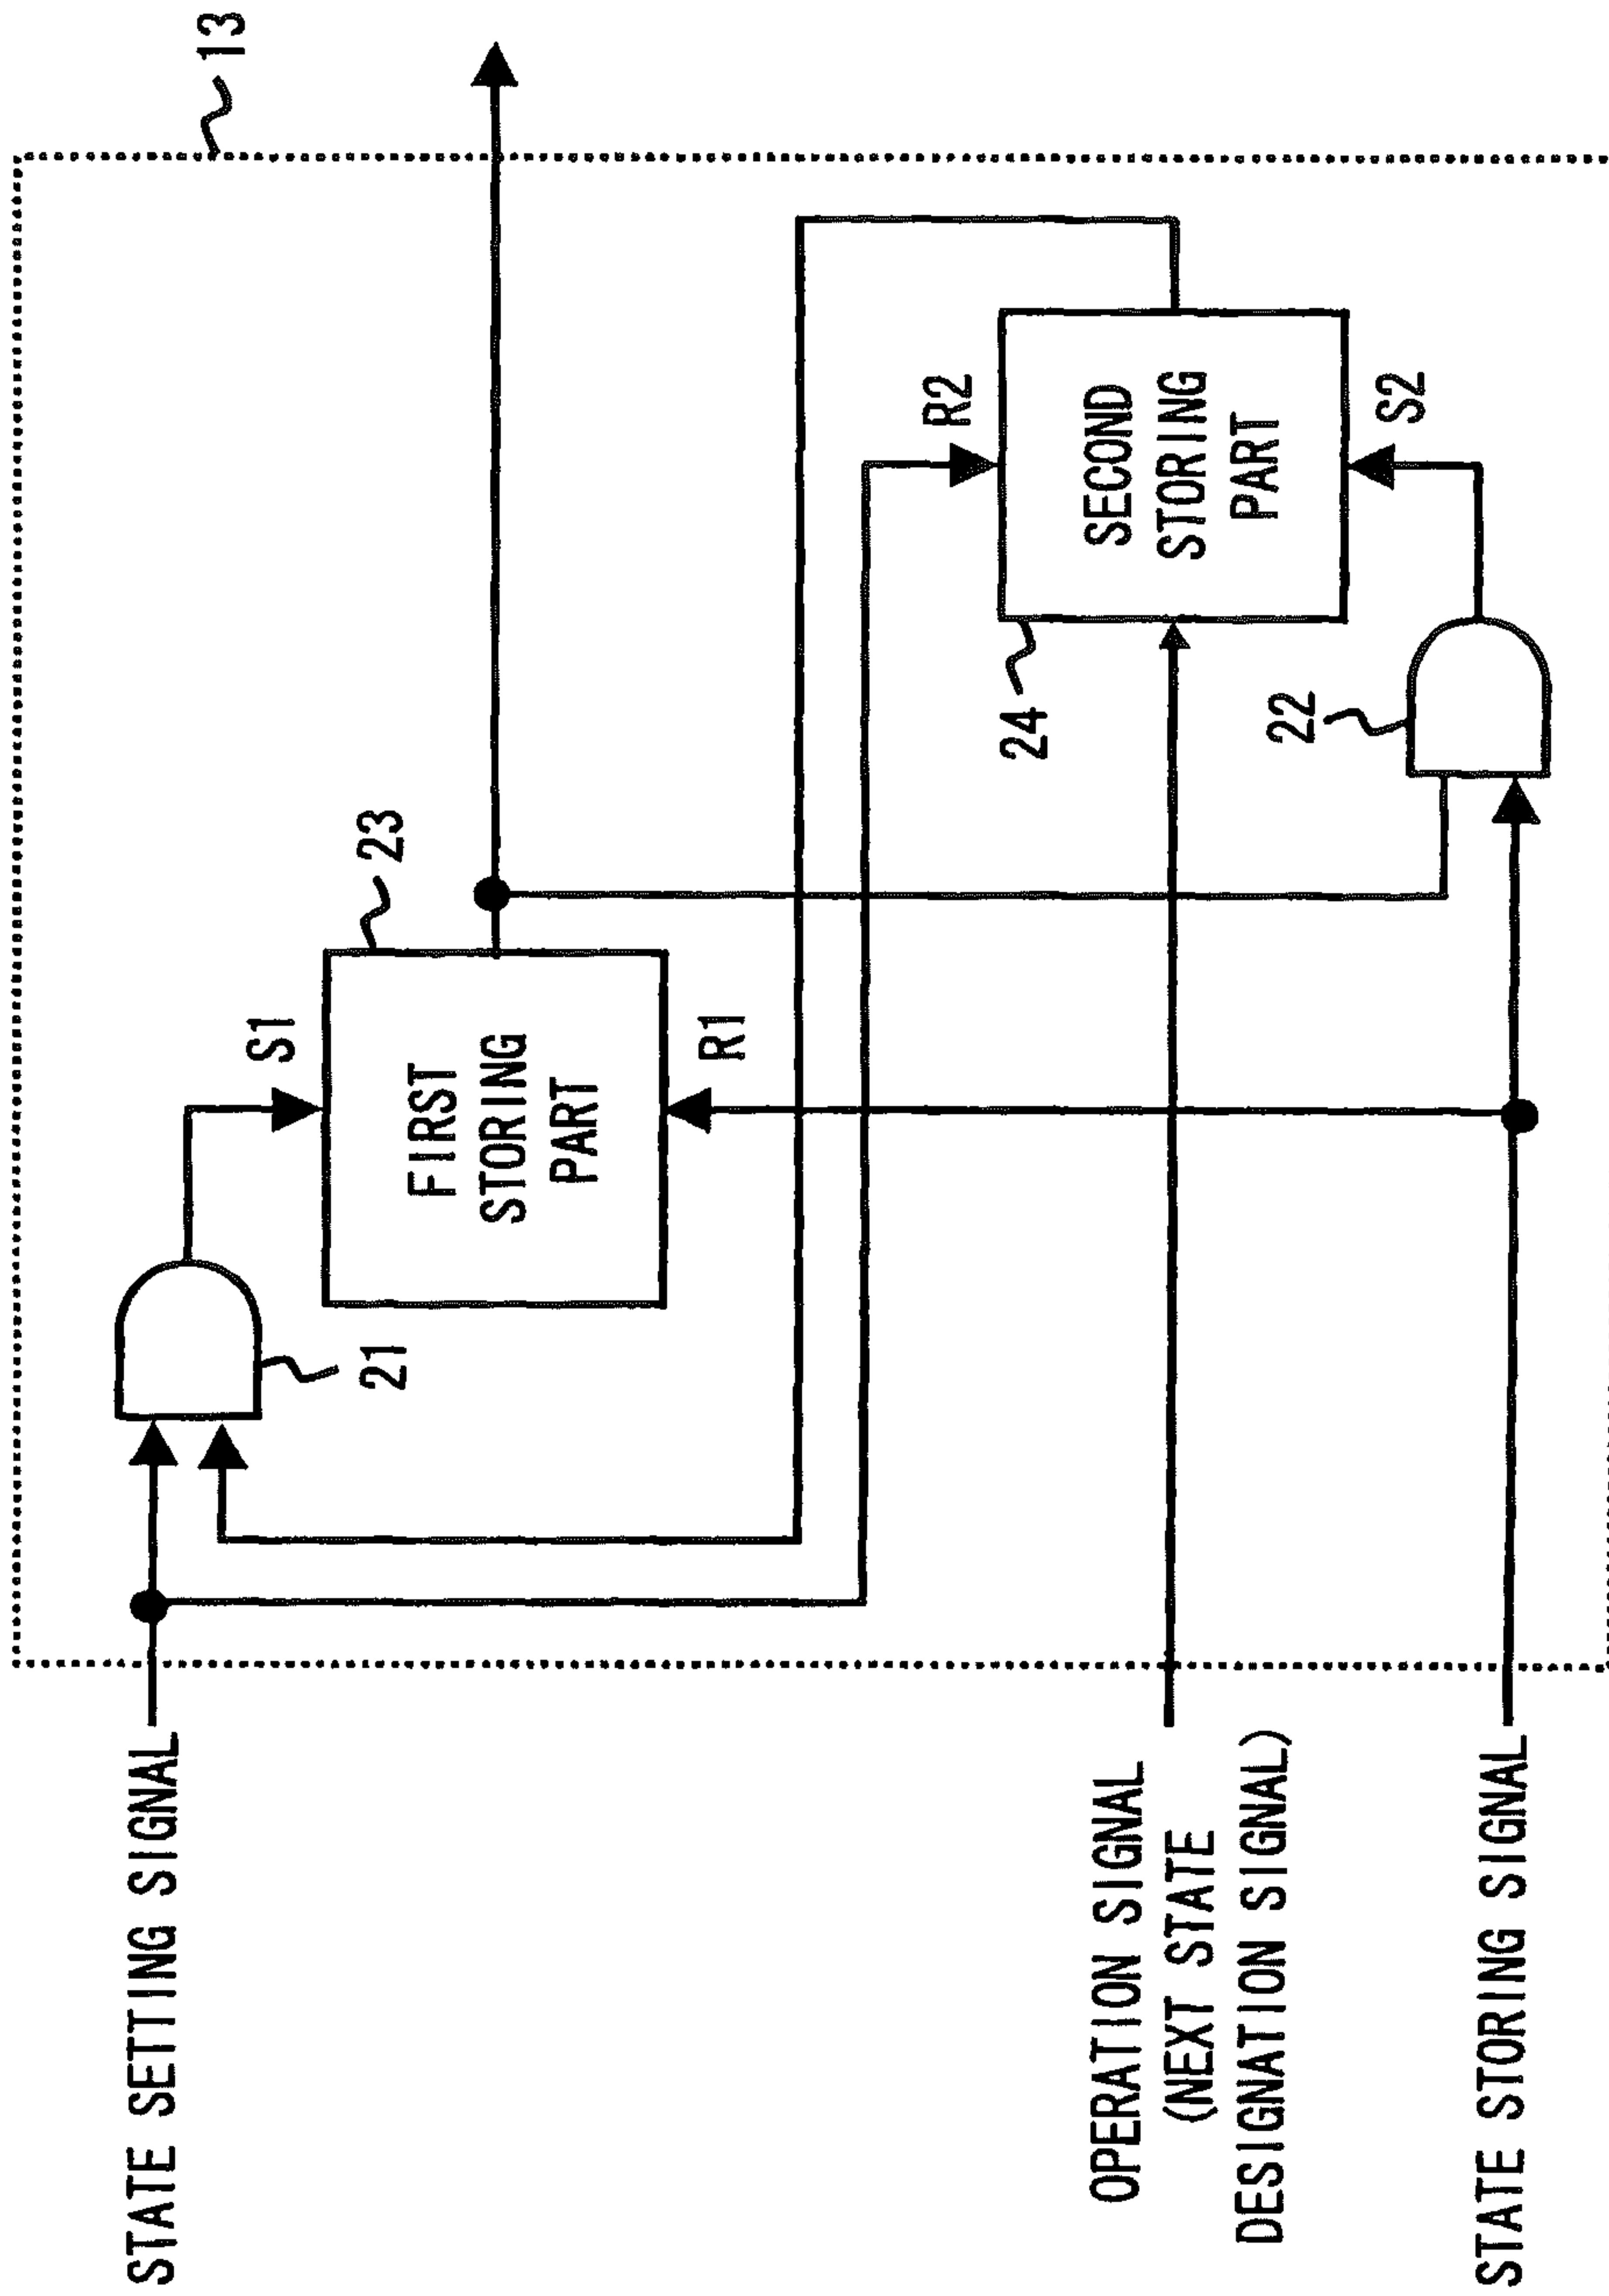 13
STATE SETTING SIGNAL
21
S1
FIRST
STORING
PART
23
R1
R2
SECOND
STORING
PART
24
S2
22
OPERATION SIGNAL
(NEXT STATE
DESIGNATION SIGNAL)
STATE STORING SIGNAL